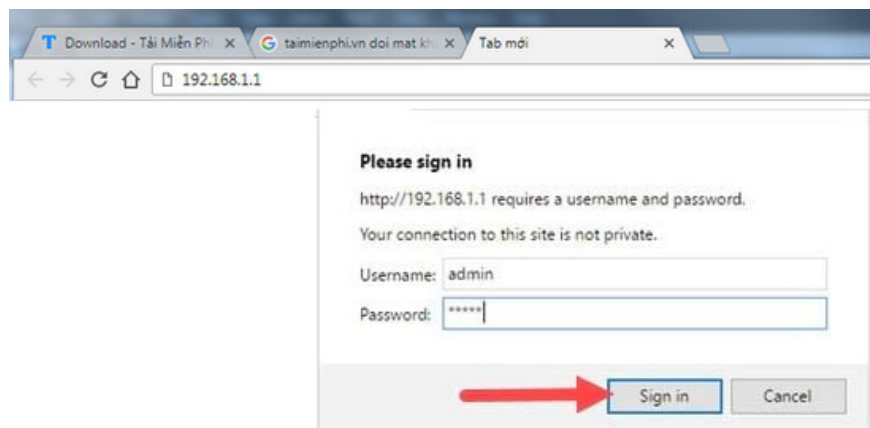 T Download - Tải Miễn Ph
G taimienphi.vn doi mat kh
Tab mới
192.168.1.1
Please sign in
http://192.168.1.1 requires a username and password.
Your connection to this site is not private.
Username: admin
Password: *****
Sign in
Cancel